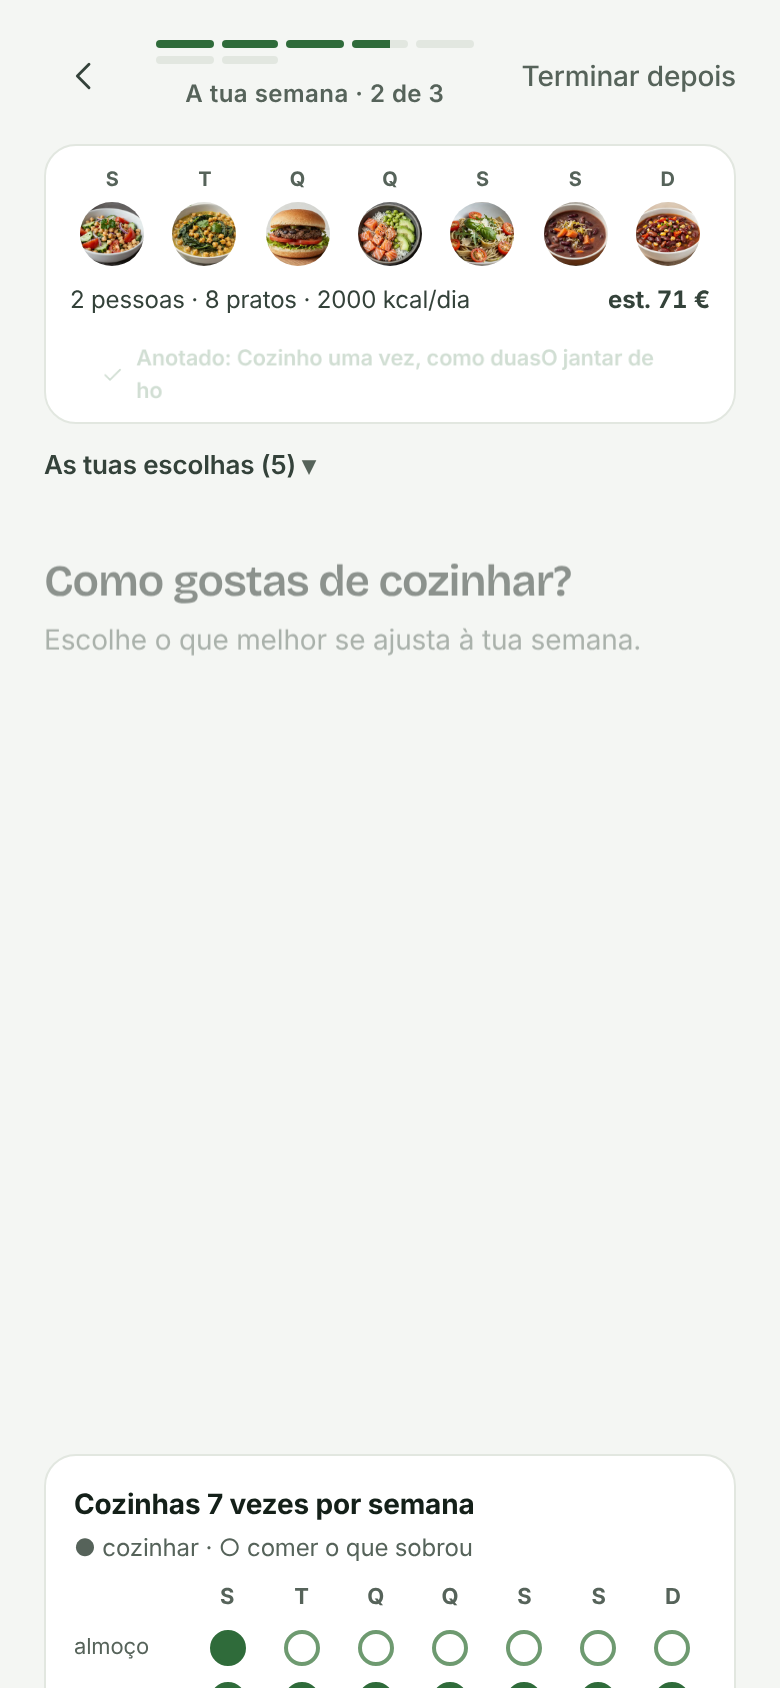 A tua semana · 2 de 3
Terminar depois
S T Q Q S S D
2 pessoas · 8 pratos · 2000 kcal/dia
est. 71 €
Anotado: Cozinho uma vez, como duasO jantar de
ho
As tuas escolhas (5) ▾
Como gostas de cozinhar?
Escolhe o que melhor se ajusta à tua semana.
Cozinhas 7 vezes por semana
● cozinhar · ○ comer o que sobrou
S T Q Q S S D
almoço